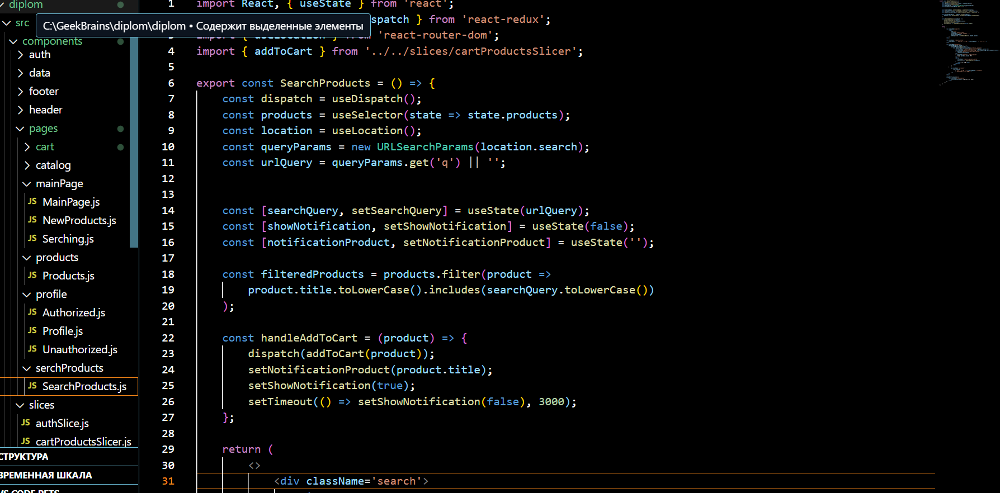 diplom
src
C:\GeekBrains\diplom\diplom • Содержит выделенные элементы
components
auth
data
footer
header
pages
cart
catalog
mainPage
JS MainPage.js
JS NewProducts.js
JS Serching.js
products
JS Products.js
profile
JS Authorized.js
JS Profile.js
JS Unauthorized.js
serchProducts
JS SearchProducts.js
slices
JS authSlice.js
JS cartProductsSlicer.js
СТРУКТУРА
ВРЕМЕННАЯ ШКАЛА
VS CODE PETS
1 import React, { useState } from 'react';
spatch } from 'react-redux';
3 import { useLocation } from 'react-router-dom';
4 import { addToCart } from '../../slices/cartProductsSlicer';
5
6 export const SearchProducts = () => {
7 const dispatch = useDispatch();
8 const products = useSelector(state => state.products);
9 const location = useLocation();
10 const queryParams = new URLSearchParams(location.search);
11 const urlQuery = queryParams.get('q') || '';
12
13
14 const [searchQuery, setSearchQuery] = useState(urlQuery);
15 const [showNotification, setShowNotification] = useState(false);
16 const [notificationProduct, setNotificationProduct] = useState('');
17
18 const filteredProducts = products.filter(product =>
19 product.title.toLowerCase().includes(searchQuery.toLowerCase())
20 );
21
22 const handleAddToCart = (product) => {
23 dispatch(addToCart(product));
24 setNotificationProduct(product.title);
25 setShowNotification(true);
26 setTimeout(() => setShowNotification(false), 3000);
27 };
28
29 return (
30 <>
31 <div className='search'>